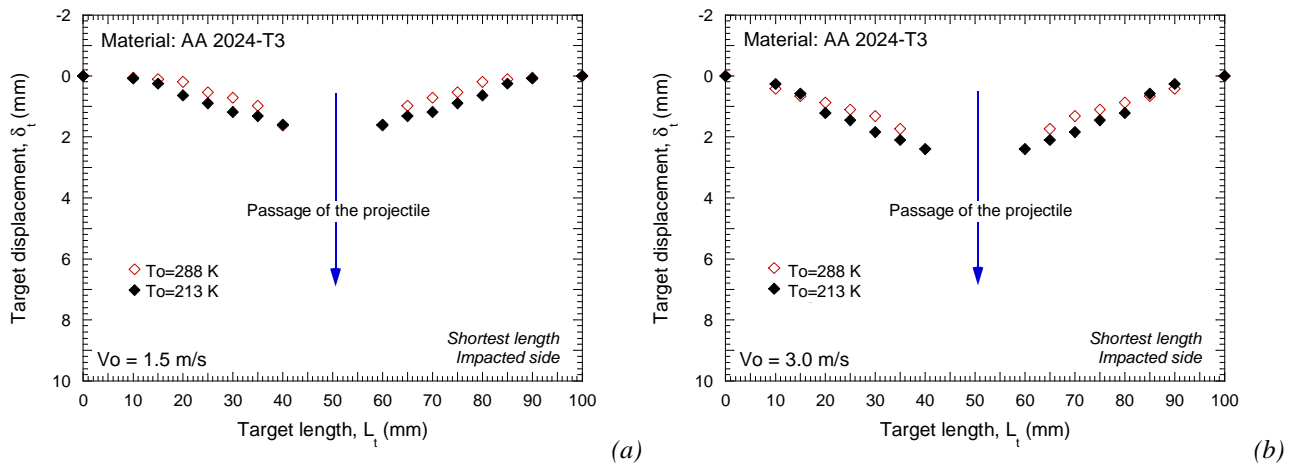 -2
0
2
4
6
8
10
Target displacement, δt (mm)
Material: AA 2024-T3
Passage of the projectile
To=288 K
To=213 K
Shortest length
Impacted side
Vo = 1.5 m/s
0 10 20 30 40 50 60 70 80 90 100
Target length, Lt (mm)
(a)
-2
0
2
4
6
8
10
Target displacement, δt (mm)
Material: AA 2024-T3
Passage of the projectile
To=288 K
To=213 K
Shortest length
Impacted side
Vo = 3.0 m/s
0 10 20 30 40 50 60 70 80 90 100
Target length, Lt (mm)
(b)